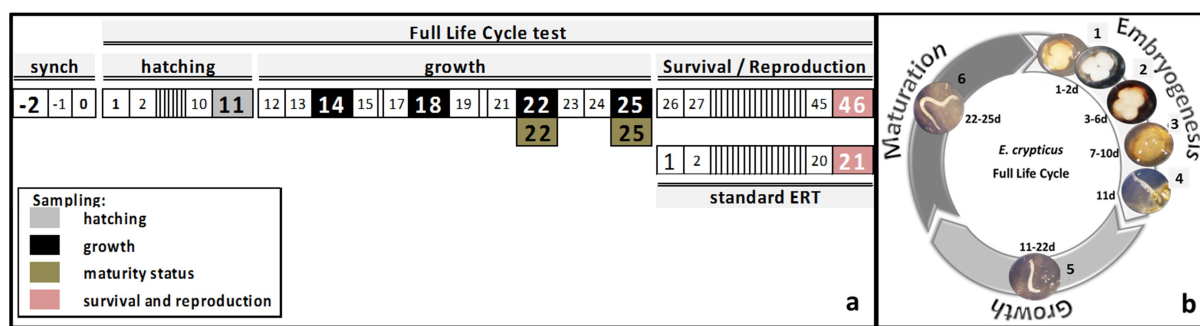 Full Life Cycle test
synch hatching growth Survival / Reproduction
-2 -1 0 1 2 10 11 12 13 14 15 17 18 19 21 22 23 24 25 26 27 45 46
22 25
1 2 20 21
standard ERT
Sampling:
hatching
growth
maturity status
survival and reproduction
a
Embryogenesis
1
1-2d
2
3-6d
3
7-10d
4
11d
E. crypticus
Full Life Cycle
11-22d
5
Growth
6
22-25d
Maturation
b